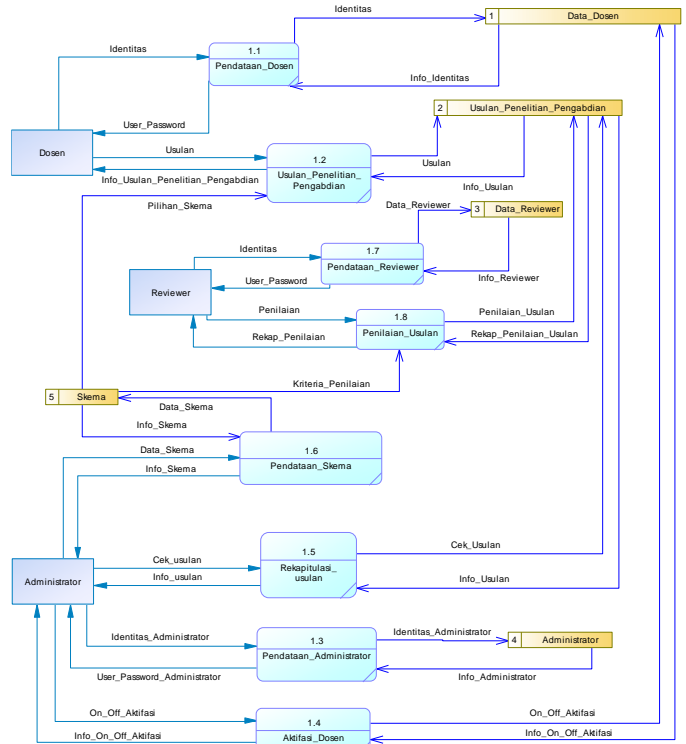 Identitas
1 Data_Dosen
Identitas
1.1
Pendataan_Dosen
Info_Identitas
2 Usulan_Penelitian_Pengabdian
User_Password
Dosen
Usulan
1.2
Usulan_Penelitian_
Pengabdian
Usulan
Info_Usulan_Penelitian_Pengabdian
Info_Usulan
Pilihan_Skema
Data_Reviewer
3 Data_Reviewer
Identitas
1.7
Pendataan_Reviewer
Info_Reviewer
User_Password
Reviewer
Penilaian
1.8
Penilaian_Usulan
Penilaian_Usulan
Rekap_Penilaian
Rekap_Penilaian_Usulan
Kriteria_Penilaian
5 Skema
Data_Skema
Info_Skema
1.6
Pendataan_Skema
Data_Skema
Info_Skema
Administrator
Cek_usulan
1.5
Rekapitulasi_
usulan
Cek_Usulan
Info_usulan
Info_Usulan
Identitas_Administrator
1.3
Pendataan_Administrator
Identitas_Administrator
4 Administrator
User_Password_Administrator
Info_Administrator
On_Off_Aktifasi
1.4
Aktifasi_Dosen
On_Off_Aktifasi
Info_On_Off_Aktifasi
Info_On_Off_Aktifasi